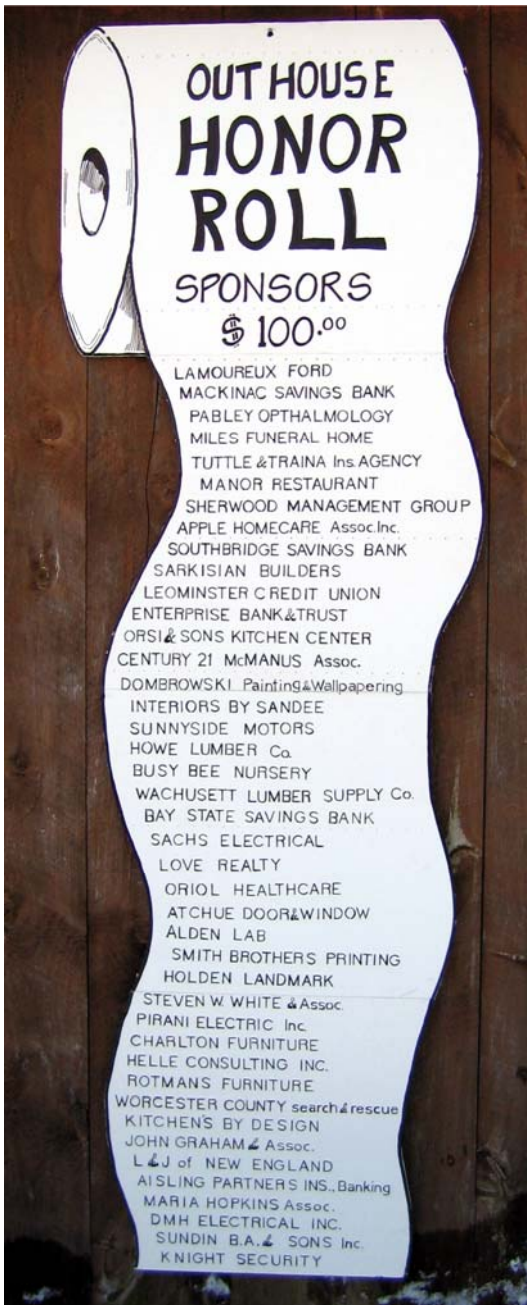 OUTHOUSE
HONOR
ROLL
SPONSORS
$ 100.00
LAMOUREUX FORD
MACKINAC SAVINGS BANK
PABLEY OPTHALMOLOGY
MILES FUNERAL HOME
TUTTLE & TRAINA Ins. AGENCY
MANOR RESTAURANT
SHERWOOD MANAGEMENT GROUP
APPLE HOMECARE Assoc. Inc.
SOUTHBRIDGE SAVINGS BANK
SARKISIAN BUILDERS
LEOMINSTER CREDIT UNION
ENTERPRISE BANK & TRUST
ORSI & SONS KITCHEN CENTER
CENTURY 21 McMANUS Assoc.
DOMBROWSKI Painting & Wallpapering
INTERIORS BY SANDEE
SUNNYSIDE MOTORS
HOWE LUMBER Co.
BUSY BEE NURSERY
WACHUSETT LUMBER SUPPLY Co.
BAY STATE SAVINGS BANK
SACHS ELECTRICAL
LOVE REALTY
ORIOL HEALTHCARE
ATCHUE DOOR & WINDOW
ALDEN LAB
SMITH BROTHERS PRINTING
HOLDEN LANDMARK
STEVEN W. WHITE & Assoc.
PIRANI ELECTRIC Inc.
CHARLTON FURNITURE
HELLE CONSULTING INC.
ROTMANS FURNITURE
WORCESTER COUNTY search & rescue
KITCHEN'S BY DESIGN
JOHN GRAHAM & Assoc.
L & J of NEW ENGLAND
AISLING PARTNERS INS., Banking
MARIA HOPKINS Assoc.
DMH ELECTRICAL INC.
SUNDIN B.A. & SONS Inc.
KNIGHT SECURITY